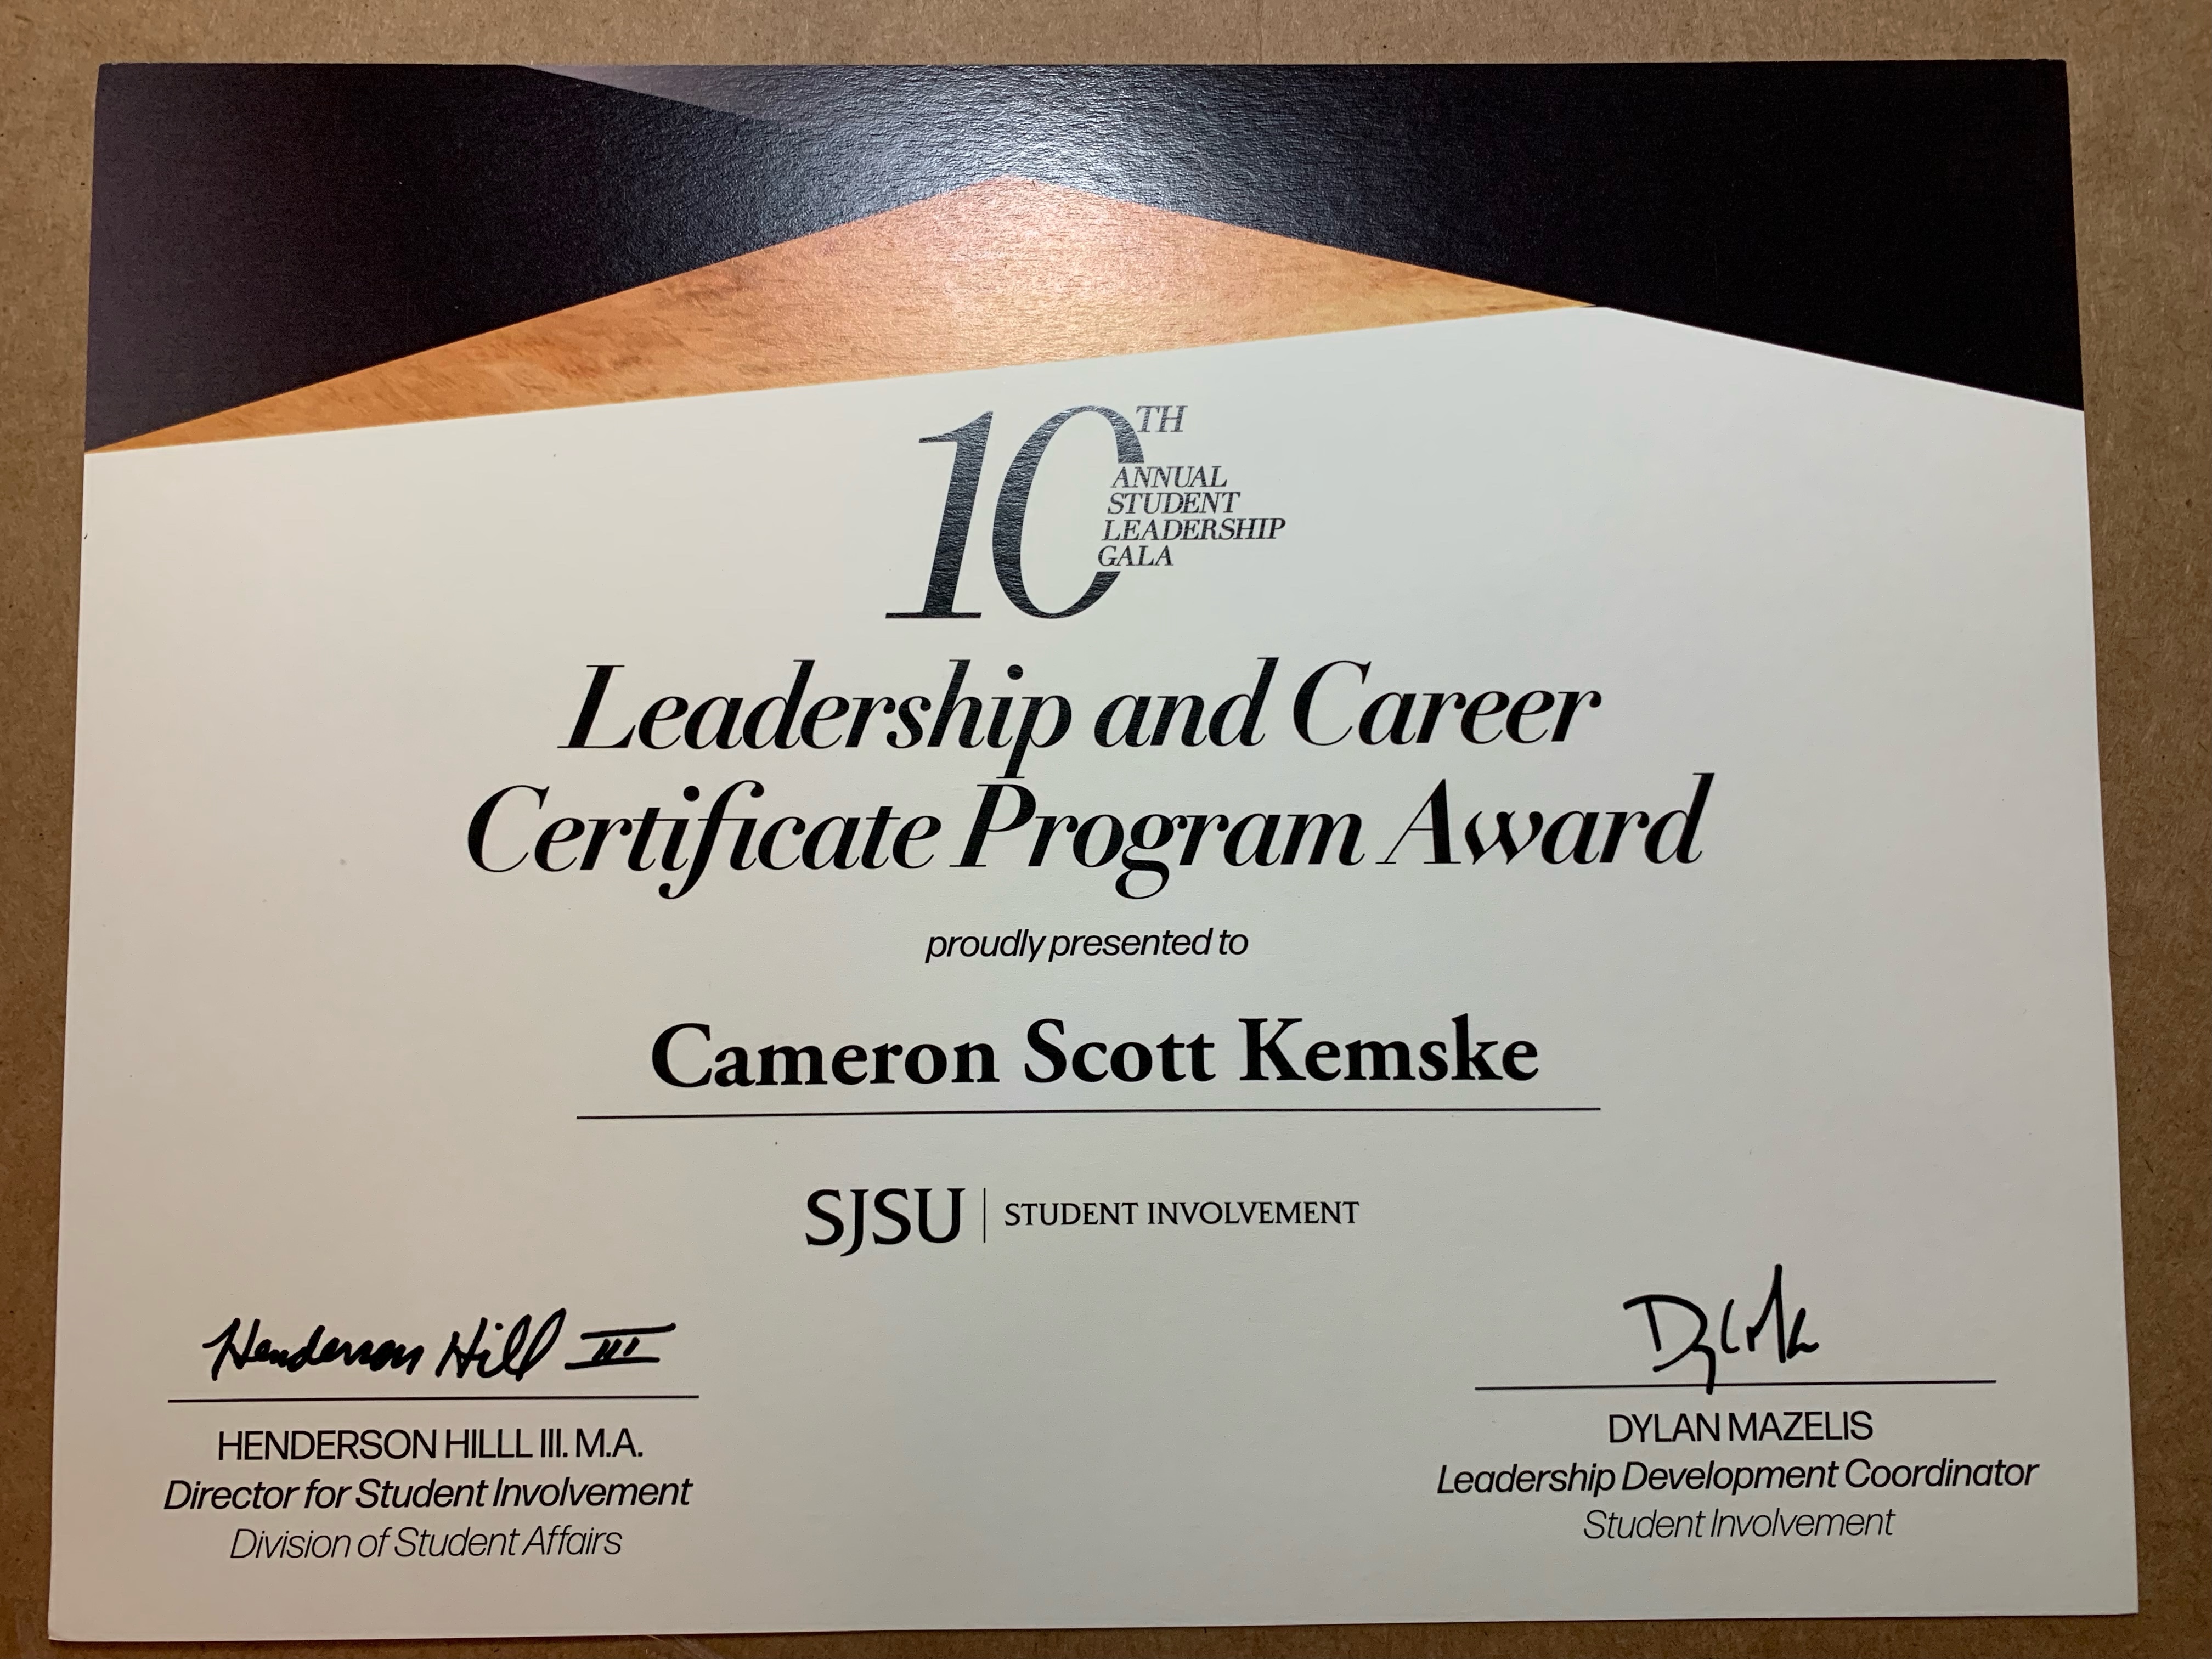 10TH
ANNUAL
STUDENT
LEADERSHIP
GALA
Leadership and Career
Certificate Program Award
proudly presented to
Cameron Scott Kemske
SJSU | STUDENT INVOLVEMENT
Henderson Hill III
HENDERSON HILLL III. M.A.
Director for Student Involvement
Division of Student Affairs
DYLAN MAZELIS
Leadership Development Coordinator
Student Involvement